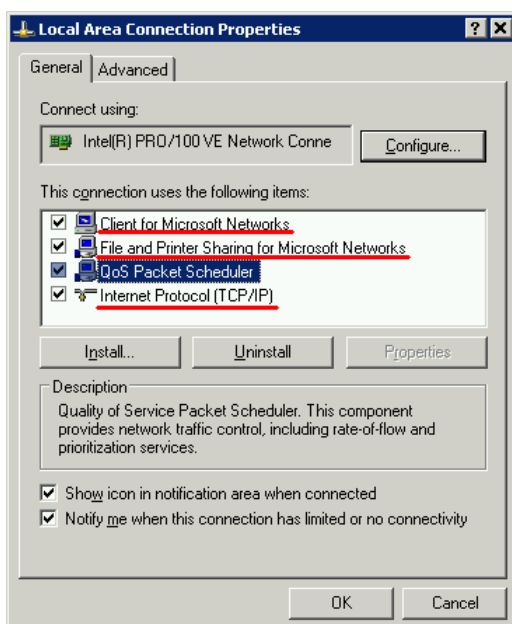 Local Area Connection Properties
General Advanced
Connect using:
Intel(R) PRO/100 VE Network Conne Configure...
This connection uses the following items:
Client for Microsoft Networks
File and Printer Sharing for Microsoft Networks
QoS Packet Scheduler
Internet Protocol (TCP/IP)
Install... Uninstall Properties
Description
Quality of Service Packet Scheduler. This component
provides network traffic control, including rate-of-flow and
prioritization services.
Show icon in notification area when connected
Notify me when this connection has limited or no connectivity
OK Cancel